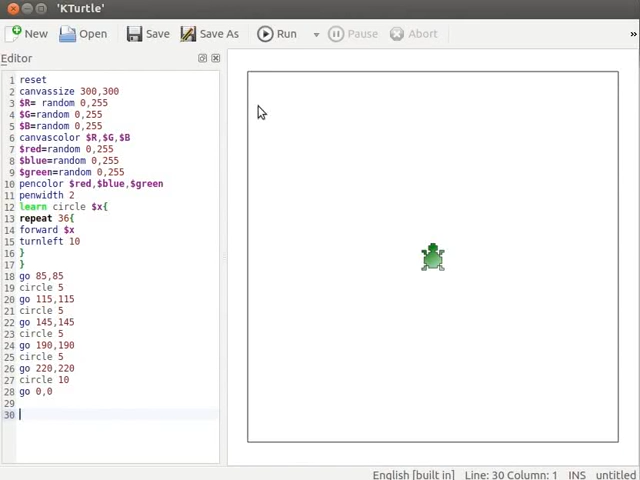 'KTurtle'
New Open Save Save As Run Pause Abort »
Editor
1 reset
2 canvassize 300,300
3 $R= random 0,255
4 $G=random 0,255
5 $B=random 0,255
6 canvascolor $R,$G,$B
7 $red=random 0,255
8 $blue=random 0,255
9 $green=random 0,255
10 pencolor $red,$blue,$green
11 penwidth 2
12 learn circle $x{
13 repeat 36{
14 forward $x
15 turnleft 10
16 }
17 }
18 go 85,85
19 circle 5
20 go 115,115
21 circle 5
22 go 145,145
23 circle 5
24 go 190,190
25 circle 5
26 go 220,220
27 circle 10
28 go 0,0
29
30
English [built in] Line: 30 Column: 1 INS untitled